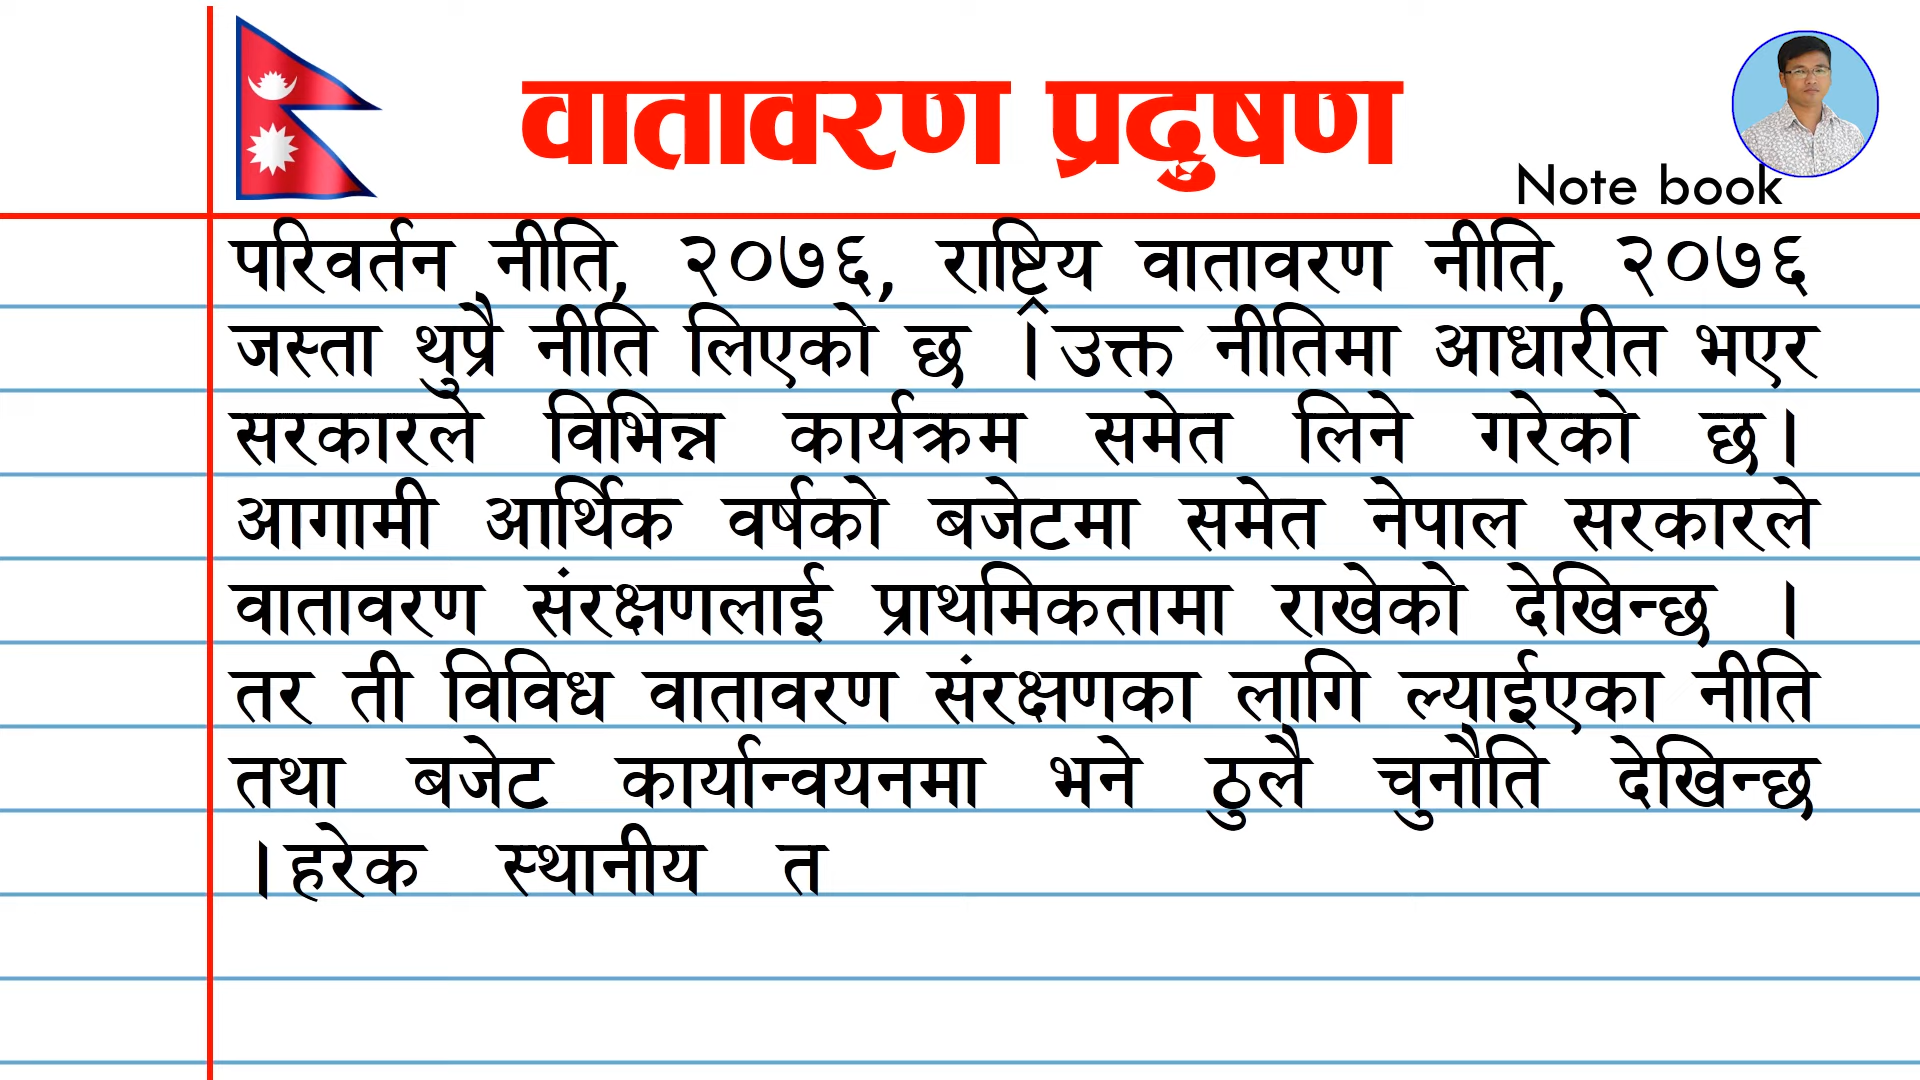 वातावरण प्रदुषण
Note book
परिवर्तन नीति, २०७६, राष्ट्रिय वातावरण नीति, २०७६
जस्ता थुप्रै नीति लिएको छ ।उक्त नीतिमा आधारीत भएर
सरकारले विभिन्न कार्यक्रम समेत लिने गरेको छ।
आगामी आर्थिक वर्षको बजेटमा समेत नेपाल सरकारले
वातावरण संरक्षणलाई प्राथमिकतामा राखेको देखिन्छ ।
तर ती विविध वातावरण संरक्षणका लागि ल्याईएका नीति
तथा बजेट कार्यान्वयनमा भने ठुलै चुनौति देखिन्छ
।हरेक स्थानीय त